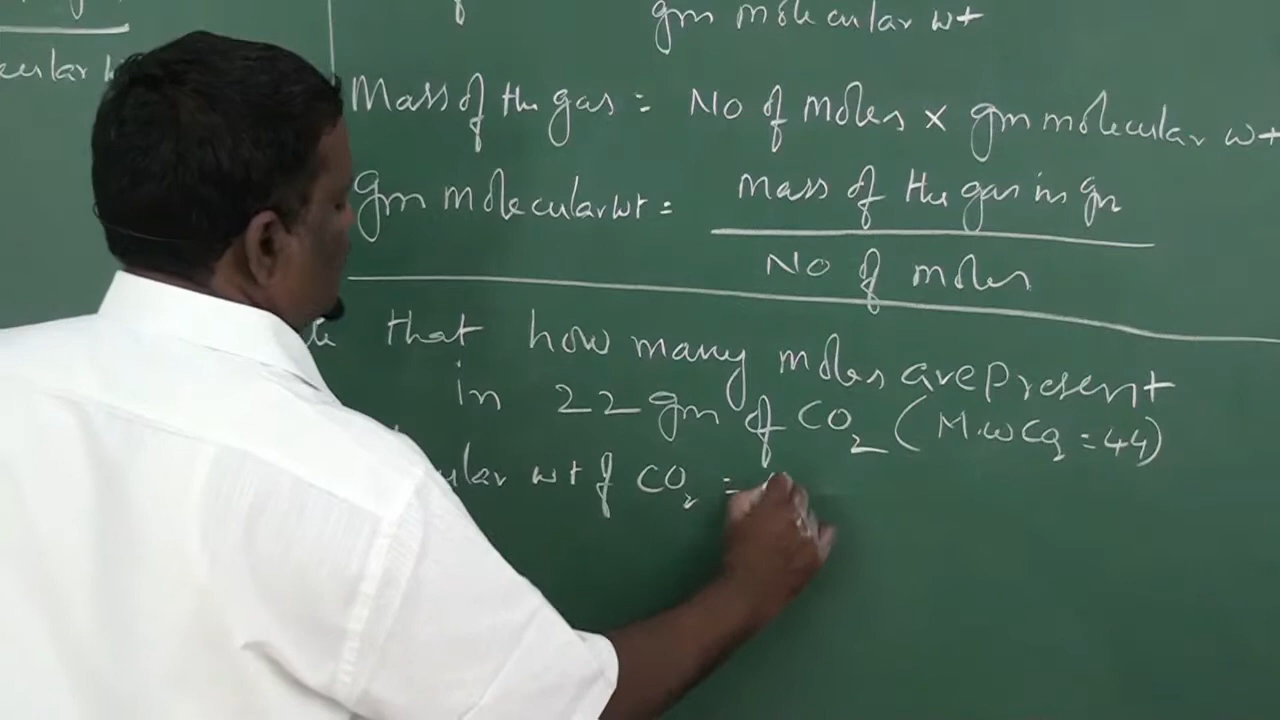 gm molecular wt
Mass of the gas = No of moles × gm molecular wt
gm molecular wt = Mass of the gas in gm
No of moles
that how many moles are present
in 22 gm of CO₂ (M.W CO₂ = 44)
wt of CO₂ =